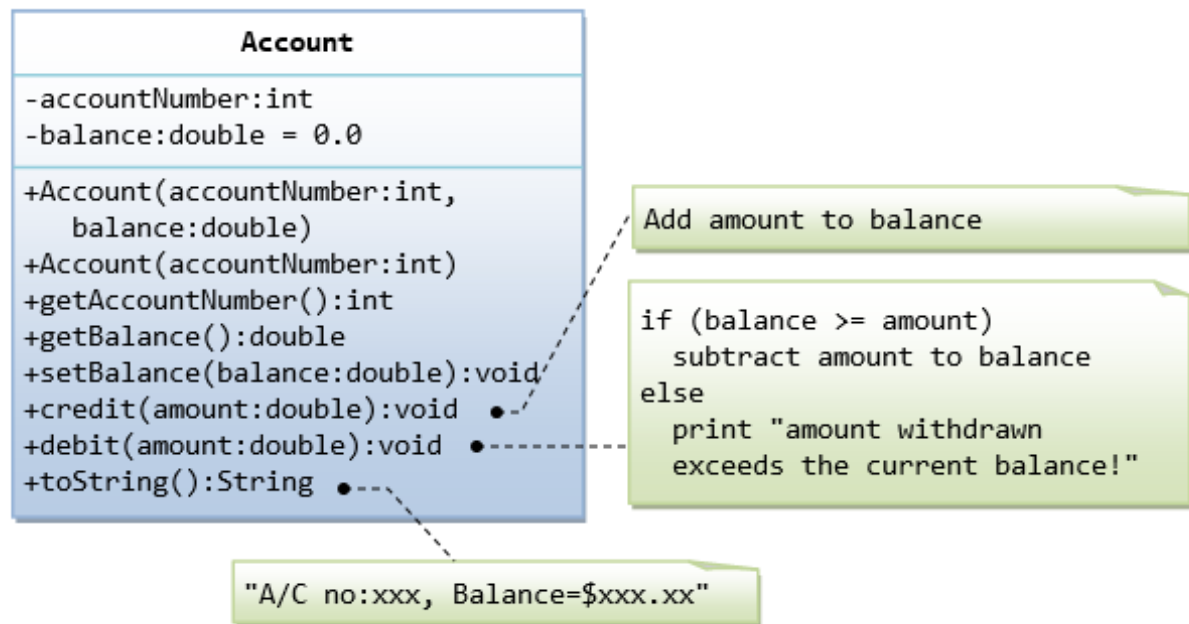 Account
-accountNumber:int
-balance:double = 0.0
+Account(accountNumber:int,
balance:double)
+Account(accountNumber:int)
+getAccountNumber():int
+getBalance():double
+setBalance(balance:double):void
+credit(amount:double):void
+debit(amount:double):void
+toString():String
Add amount to balance
if (balance >= amount)
subtract amount to balance
else
print "amount withdrawn
exceeds the current balance!"
"A/C no:xxx, Balance=$xxx.xx"